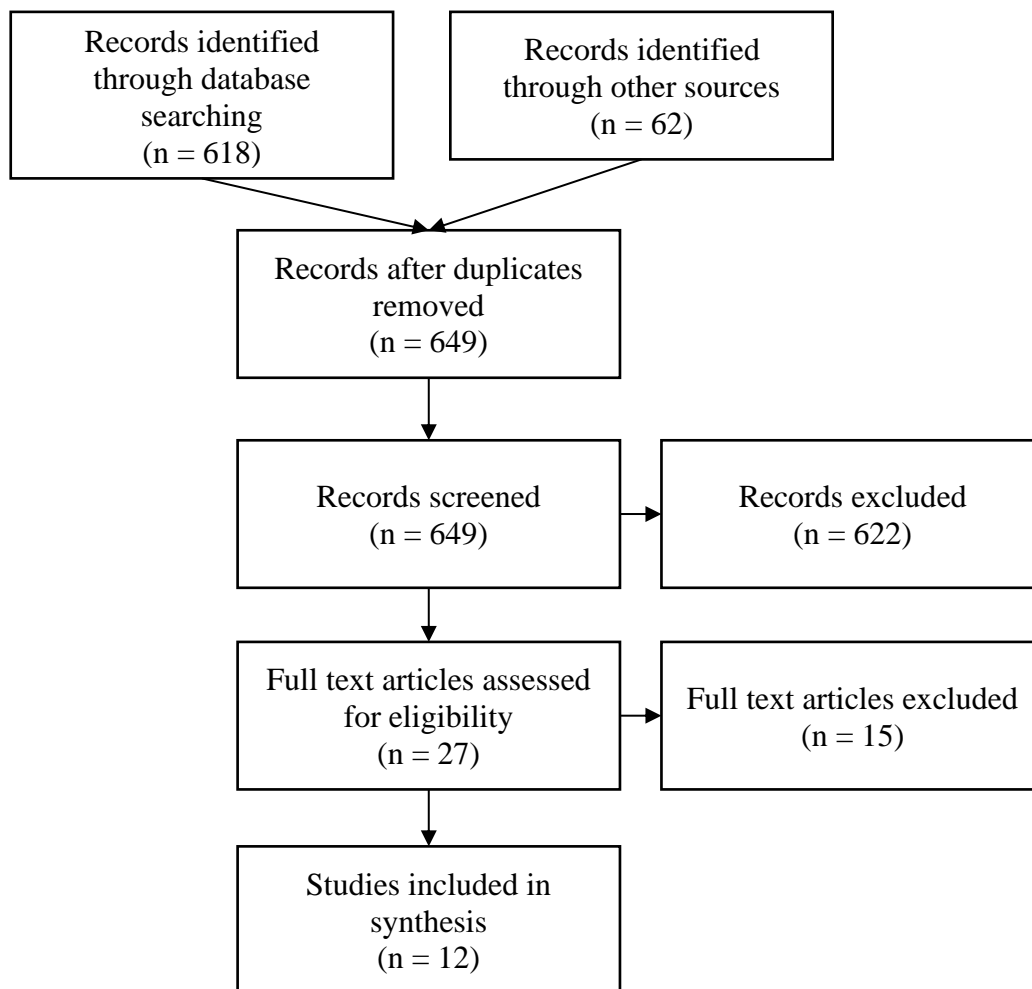 Records identified
through database
searching
(n = 618)
Records identified
through other sources
(n = 62)
Records after duplicates
removed
(n = 649)
Records screened
(n = 649)
Records excluded
(n = 622)
Full text articles assessed
for eligibility
(n = 27)
Full text articles excluded
(n = 15)
Studies included in
synthesis
(n = 12)